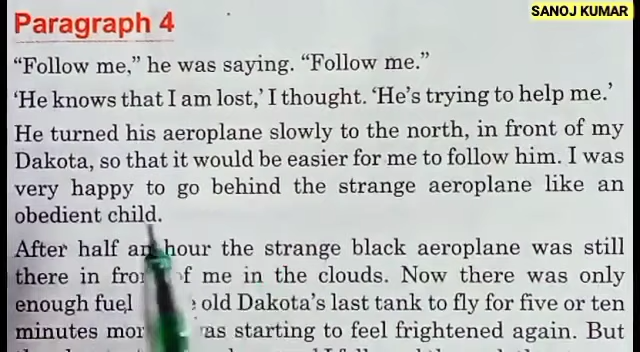 SANOJ KUMAR
Paragraph 4
“Follow me,” he was saying. “Follow me.”
‘He knows that I am lost,’ I thought. ‘He’s trying to help me.’
He turned his aeroplane slowly to the north, in front of my
Dakota, so that it would be easier for me to follow him. I was
very happy to go behind the strange aeroplane like an
obedient child.
After half an hour the strange black aeroplane was still
there in of me in the clouds. Now there was only
enough fuel old Dakota’s last tank to fly for five or ten
minutes starting to feel frightened again. But